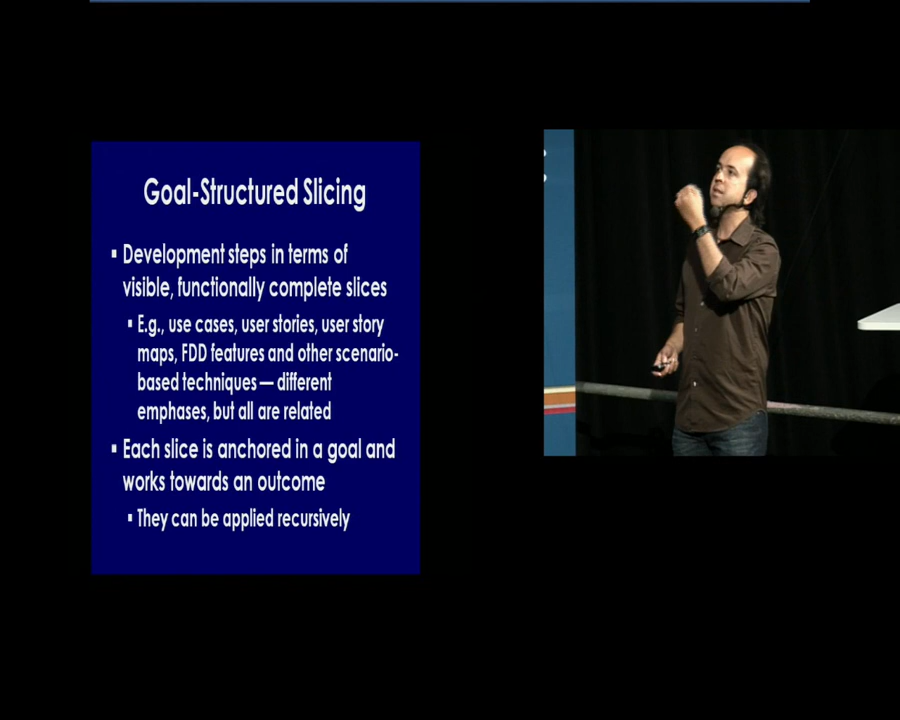 Goal-Structured Slicing
▪ Development steps in terms of
visible, functionally complete slices
▪ E.g., use cases, user stories, user story
maps, FDD features and other scenario-
based techniques — different
emphases, but all are related
▪ Each slice is anchored in a goal and
works towards an outcome
▪ They can be applied recursively